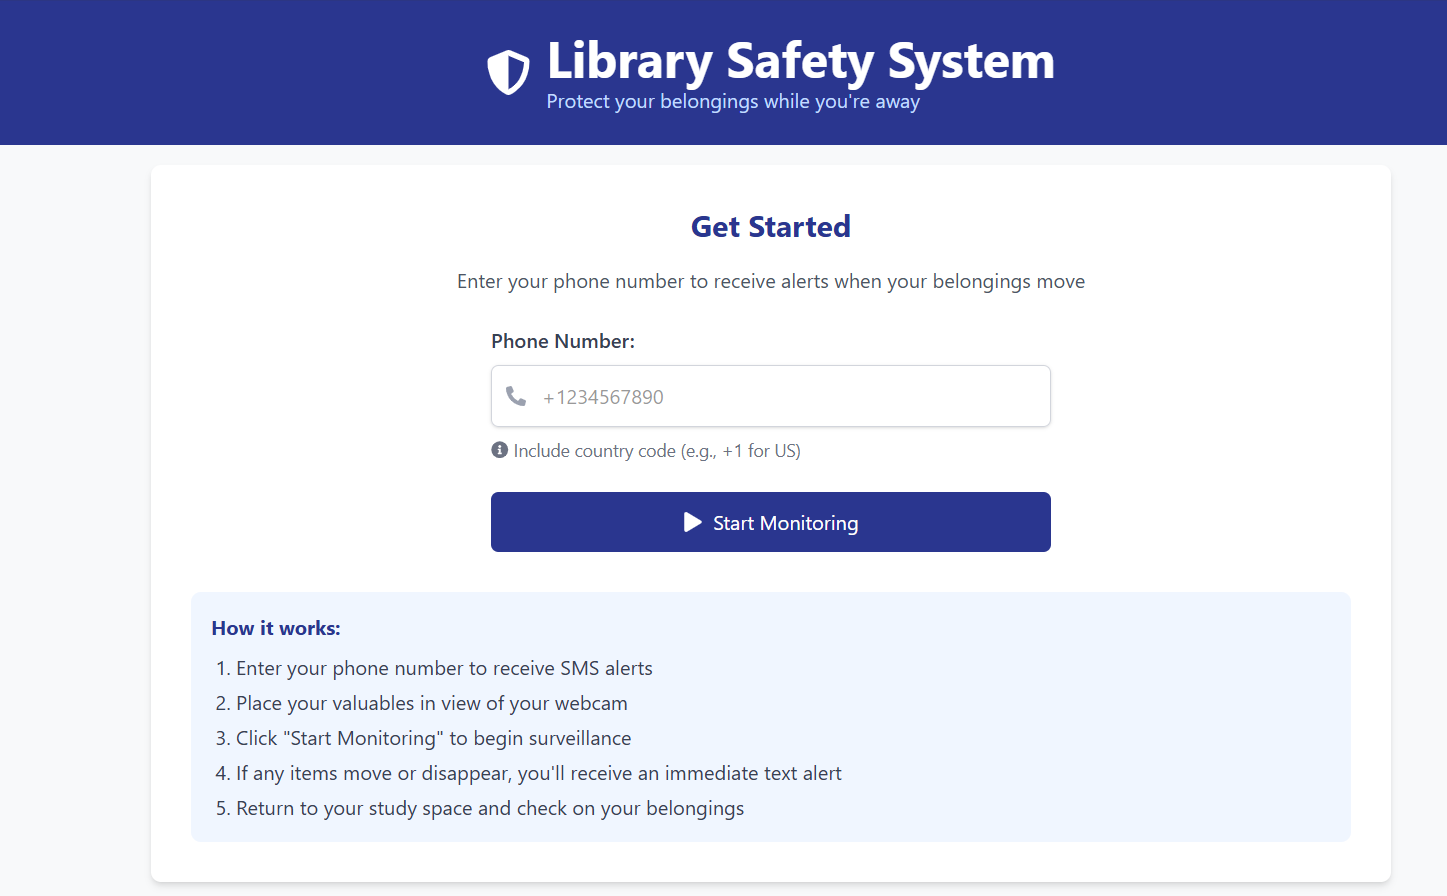 Library Safety System
Protect your belongings while you're away
Get Started
Enter your phone number to receive alerts when your belongings move
Phone Number:
+1234567890
Include country code (e.g., +1 for US)
Start Monitoring
How it works:
1. Enter your phone number to receive SMS alerts
2. Place your valuables in view of your webcam
3. Click "Start Monitoring" to begin surveillance
4. If any items move or disappear, you'll receive an immediate text alert
5. Return to your study space and check on your belongings